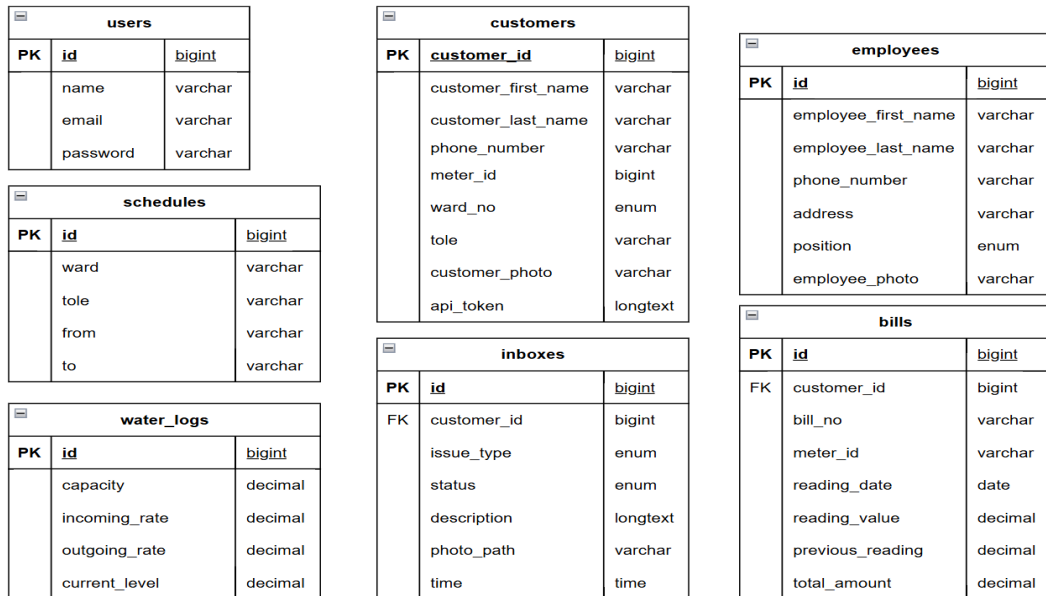 users
PK id bigint
name varchar
email varchar
password varchar
schedules
PK id bigint
ward varchar
tole varchar
from varchar
to varchar
water_logs
PK id bigint
capacity decimal
incoming_rate decimal
outgoing_rate decimal
current_level decimal
customers
PK customer_id bigint
customer_first_name varchar
customer_last_name varchar
phone_number varchar
meter_id bigint
ward_no enum
tole varchar
customer_photo varchar
api_token longtext
inboxes
PK id bigint
FK customer_id bigint
issue_type enum
status enum
description longtext
photo_path varchar
time time
employees
PK id bigint
employee_first_name varchar
employee_last_name varchar
phone_number varchar
address varchar
position enum
employee_photo varchar
bills
PK id bigint
FK customer_id bigint
bill_no varchar
meter_id varchar
reading_date date
reading_value decimal
previous_reading decimal
total_amount decimal